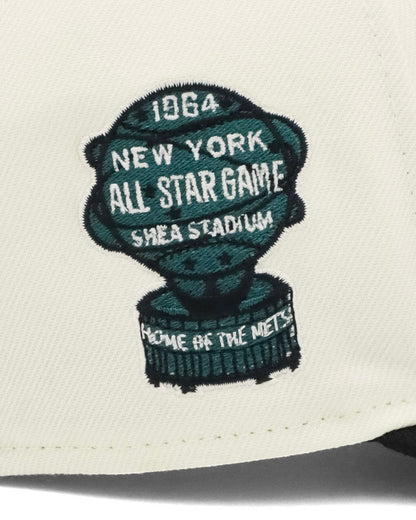 1964
NEW YORK
ALL STAR GAME
SHEA STADIUM
HOME OF THE METS